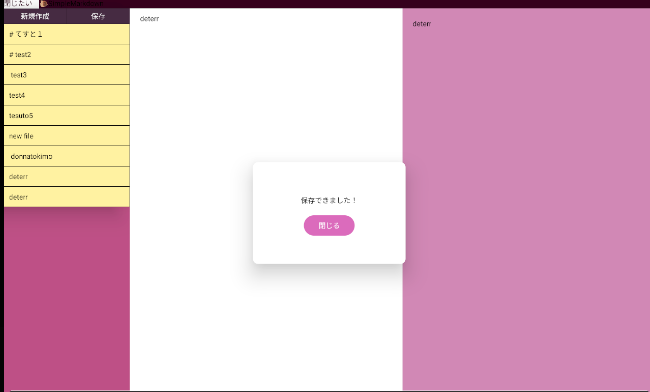 閉じたい
新規作成 保存
# てすと１
# test2
test3
test4
tesuto5
new file
donnatokimo
deterr
deterr
deterr
deterr
保存できました！
閉じる